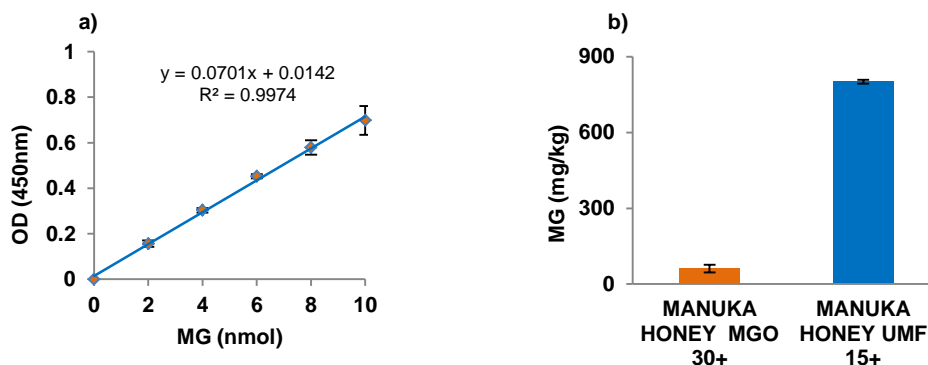 a)
y = 0.0701x + 0.0142
R² = 0.9974
1
0.8
0.6
0.4
0.2
0
OD (450nm)
0 2 4 6 8 10
MG (nmol)
b)
900
600
300
0
MG (mg/kg)
MANUKA HONEY MGO 30+
MANUKA HONEY UMF 15+